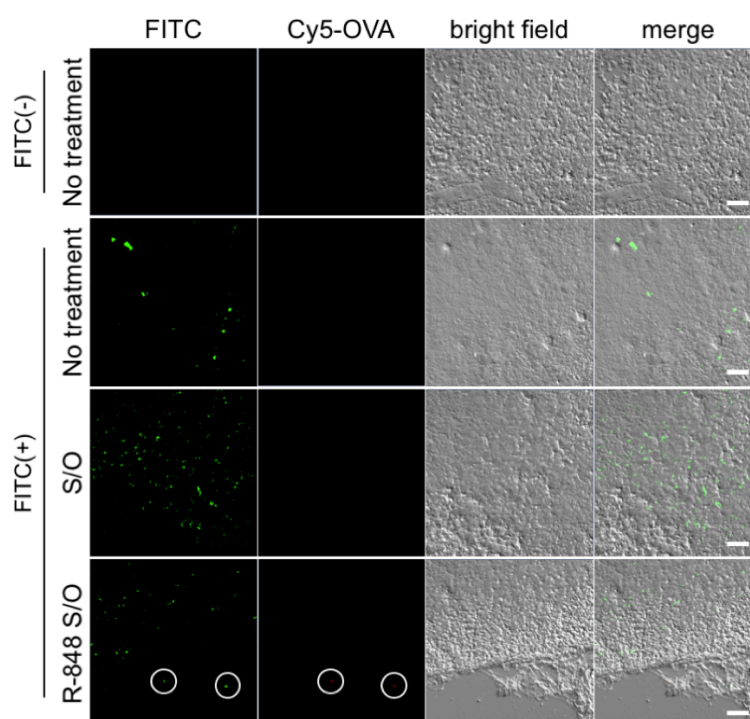 FITC Cy5-OVA bright field merge
FITC(-)
No treatment
FITC(+)
No treatment
S/O
R-848 S/O